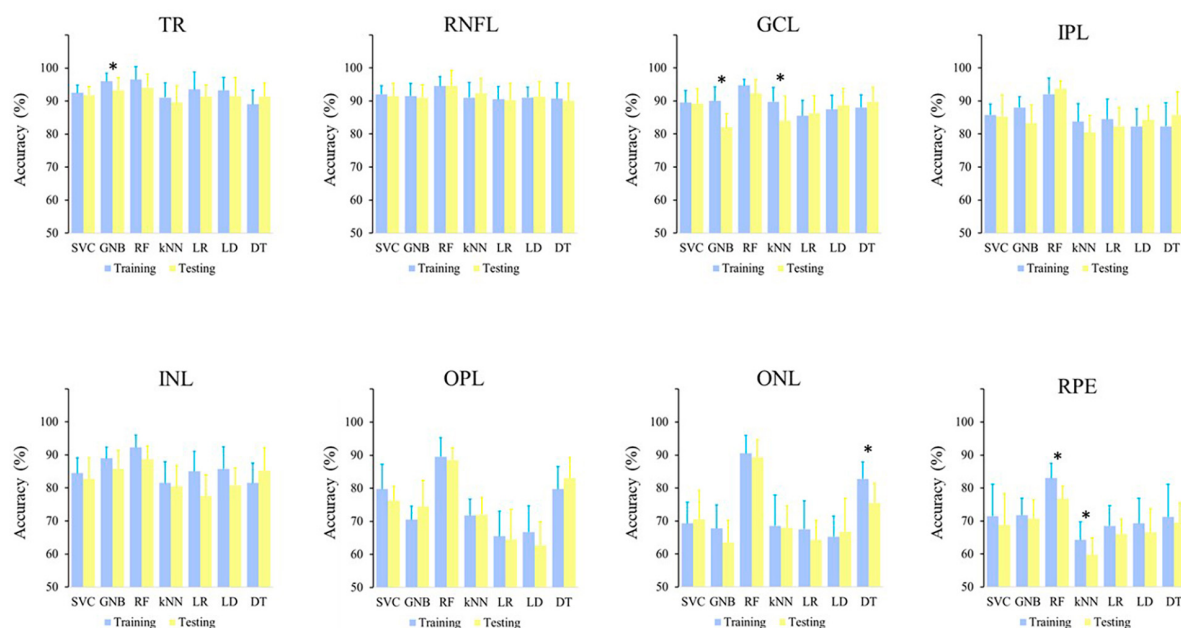 TR
RNFL
GCL
IPL
Accuracy (%)
100
90
80
70
60
50
*
SVC GNB RF kNN LR LD DT
Training Testing
Accuracy (%)
100
90
80
70
60
50
SVC GNB RF kNN LR LD DT
Training Testing
Accuracy (%)
100
90
80
70
60
50
* *
SVC GNB RF kNN LR LD DT
Training Testing
Accuracy (%)
100
90
80
70
60
50
SVC GNB RF kNN LR LD DT
Training Testing
INL
OPL
ONL
RPE
Accuracy (%)
100
90
80
70
60
50
SVC GNB RF kNN LR LD DT
Training Testing
Accuracy (%)
100
90
80
70
60
50
SVC GNB RF kNN LR LD DT
Training Testing
Accuracy (%)
100
90
80
70
60
50
*
SVC GNB RF kNN LR LD DT
Training Testing
Accuracy (%)
100
90
80
70
60
50
*
*
SVC GNB RF kNN LR LD DT
Training Testing